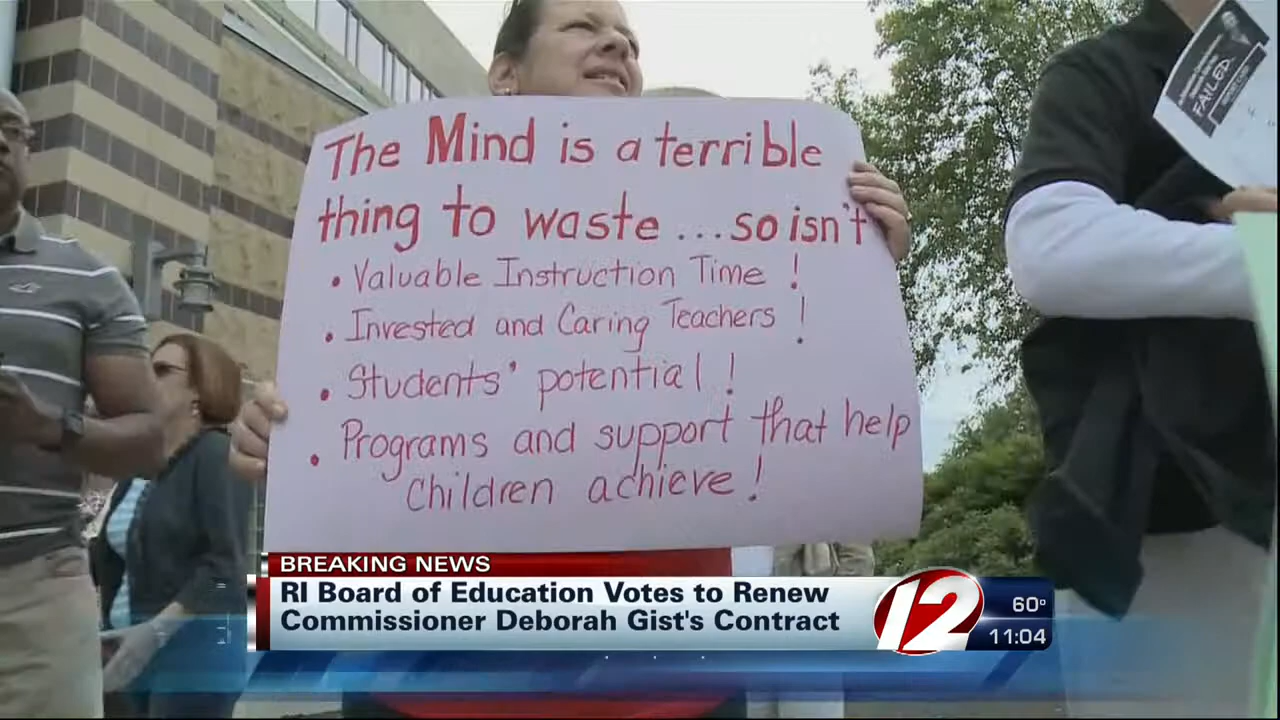 The Mind is a terrible
thing to waste ... so isn't
• Valuable Instruction Time !
• Invested and Caring Teachers !
• Students' potential !
• Programs and support that help
Children achieve !
FAILED
BREAKING NEWS
RI Board of Education Votes to Renew
Commissioner Deborah Gist's Contract
12
60°
11:04